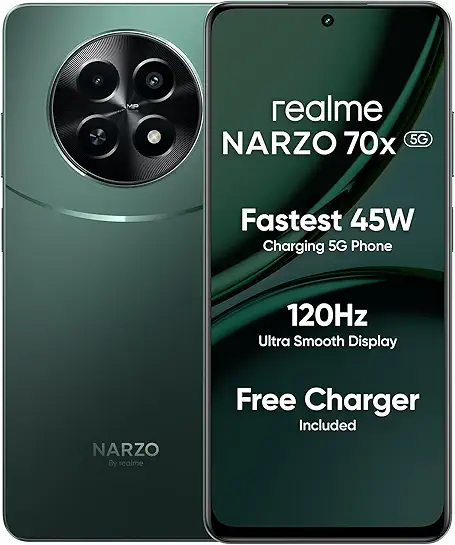 realme
NARZO 70x 5G
Fastest 45W
Charging 5G Phone
120Hz
Ultra Smooth Display
Free Charger
Included
NARZO
By realme